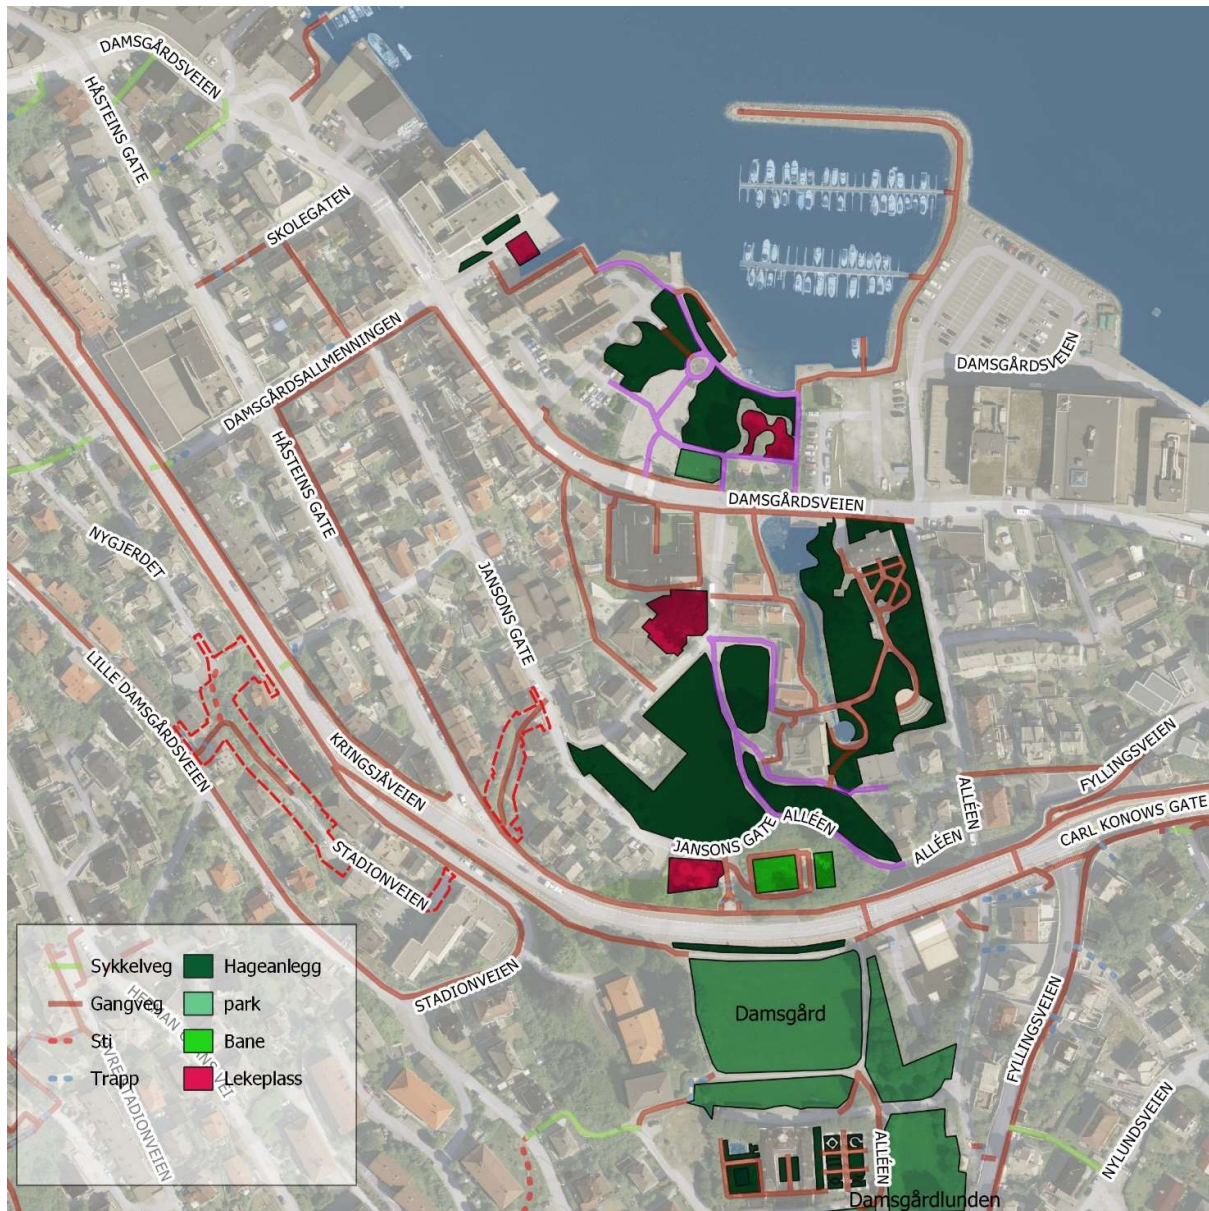 DAMSGÅRDSVEIEN
HÅSTEINS GATE
SKOLEGATEN
DAMSGÅRDSALLMENNINGEN
DAMSGÅRDSVEIEN
HÅSTEINS GATE
DAMSGÅRDSVEIEN
NYGJERDET
JANSONS GATE
LILLE DAMSGÅRDSVEIEN
KRINGSJÅVEIEN
FYLLINGSVEIEN
ALLÉEN
ALLÉEN
JANSONS GATE
ALLÉEN
CARL KONOWS GATE
STADIONVEIEN
STADIONVEIEN
Damsgård
FYLLINGSVEIEN
NYLUNDSVEIEN
ALLÉEN
Damsgårdlunden
Sykkelveg
Hageanlegg
Gangveg
park
Sti
Bane
Trapp
Lekeplass